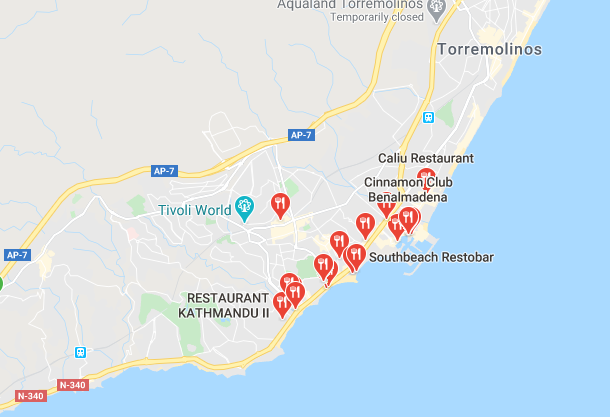 Aqualand Torremolinos
Temporarily closed
Torremolinos
AP-7
Caliu Restaurant
AP-7
Cinnamon Club
Benalmadena
Tivoli World
AP-7
Southbeach Restobar
RESTAURANT
KATHMANDU II
N-340
N-340